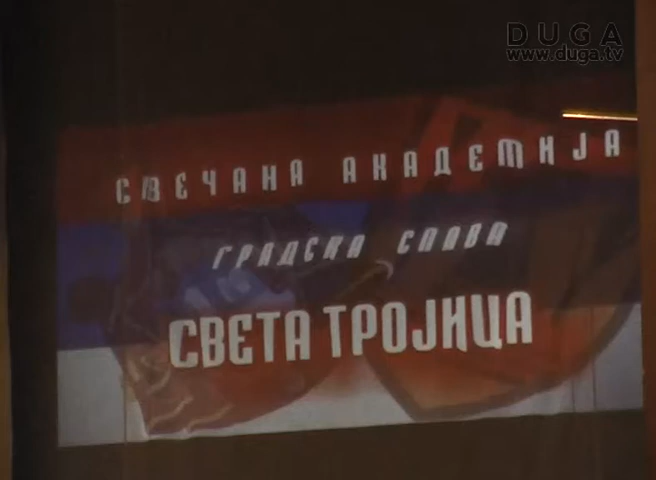 DUGA
www.duga.tv
СВЕЧАНА АКАДЕМИЈА
ГРАДСКА СЛАВА
СВЕТА ТРОЈИЦА